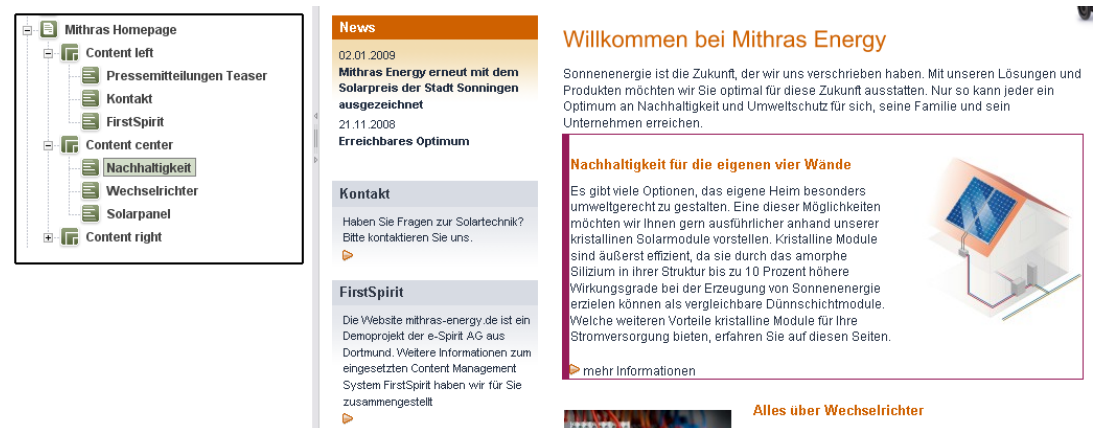 Mithras Homepage
Content left
Pressemitteilungen Teaser
Kontakt
FirstSpirit
Content center
Nachhaltigkeit
Wechselrichter
Solarpanel
Content right
News
02.01.2009
Mithras Energy erneut mit dem
Solarpreis der Stadt Sonningen
ausgezeichnet
21.11.2008
Erreichbares Optimum
Kontakt
Haben Sie Fragen zur Solartechnik?
Bitte kontaktieren Sie uns.
FirstSpirit
Die Website mithras-energy.de ist ein
Demoprojekt der e-Spirit AG aus
Dortmund. Weitere Informationen zum
eingesetzten Content Management
System FirstSpirit haben wir für Sie
zusammengestellt
Willkommen bei Mithras Energy
Sonnenenergie ist die Zukunft, der wir uns verschrieben haben. Mit unseren Lösungen und
Produkten möchten wir Sie optimal für diese Zukunft ausstatten. Nur so kann jeder ein
Optimum an Nachhaltigkeit und Umweltschutz für sich, seine Familie und sein
Unternehmen erreichen.
Nachhaltigkeit für die eigenen vier Wände
Es gibt viele Optionen, das eigene Heim besonders
umweltgerecht zu gestalten. Eine dieser Möglichkeiten
möchten wir Ihnen gern ausführlicher anhand unserer
kristallinen Solarmodule vorstellen. Kristalline Module
sind äußerst effizient, da sie durch das amorphe
Silizium in ihrer Struktur bis zu 10 Prozent höhere
Wirkungsgrade bei der Erzeugung von Sonnenenergie
erzielen können als vergleichbare Dünnschichtmodule.
Welche weiteren Vorteile kristalline Module für Ihre
Stromversorgung bieten, erfahren Sie auf diesen Seiten.
mehr Informationen
Alles über Wechselrichter